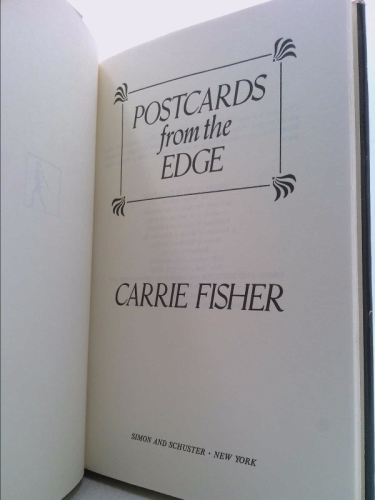 POSTCARDS
from the
EDGE
CARRIE FISHER
SIMON AND SCHUSTER · NEW YORK